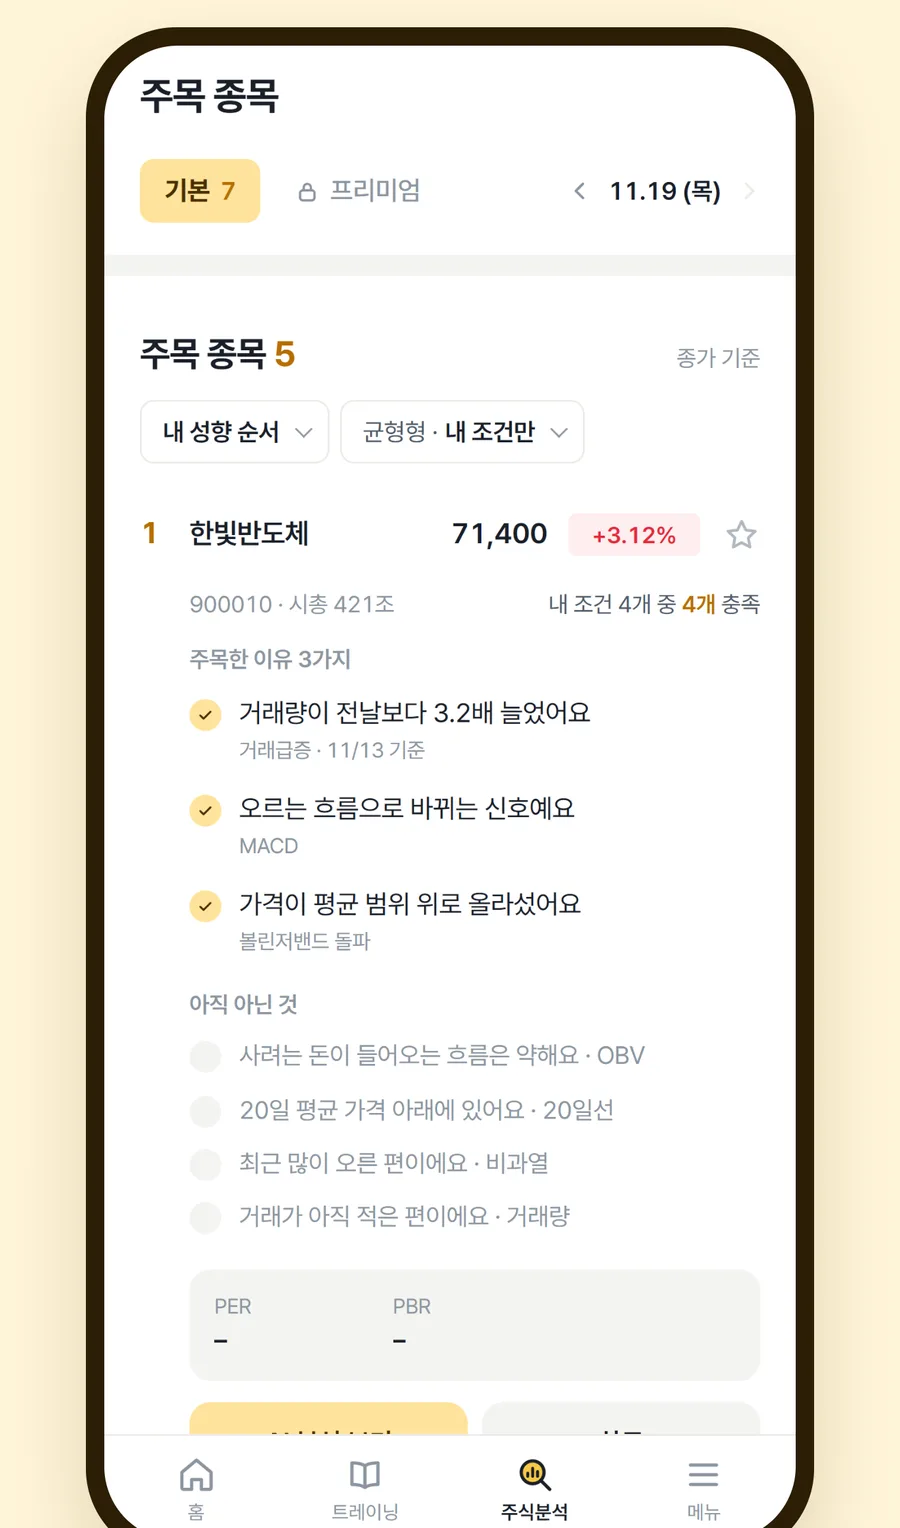 주목 종목
기본 7
프리미엄
11.19 (목)
주목 종목 5
종가 기준
내 성향 순서
균형형 · 내 조건만
1 한빛반도체 71,400 +3.12%
900010 · 시총 421조
내 조건 4개 중 4개 충족
주목한 이유 3가지
거래량이 전날보다 3.2배 늘었어요
거래급증 · 11/13 기준
오르는 흐름으로 바뀌는 신호예요
MACD
가격이 평균 범위 위로 올라섰어요
볼린저밴드 돌파
아직 아닌 것
사려는 돈이 들어오는 흐름은 약해요 · OBV
20일 평균 가격 아래에 있어요 · 20일선
최근 많이 오른 편이에요 · 비과열
거래가 아직 적은 편이에요 · 거래량
PER PBR
– –
홈 트레이닝 주식분석 메뉴